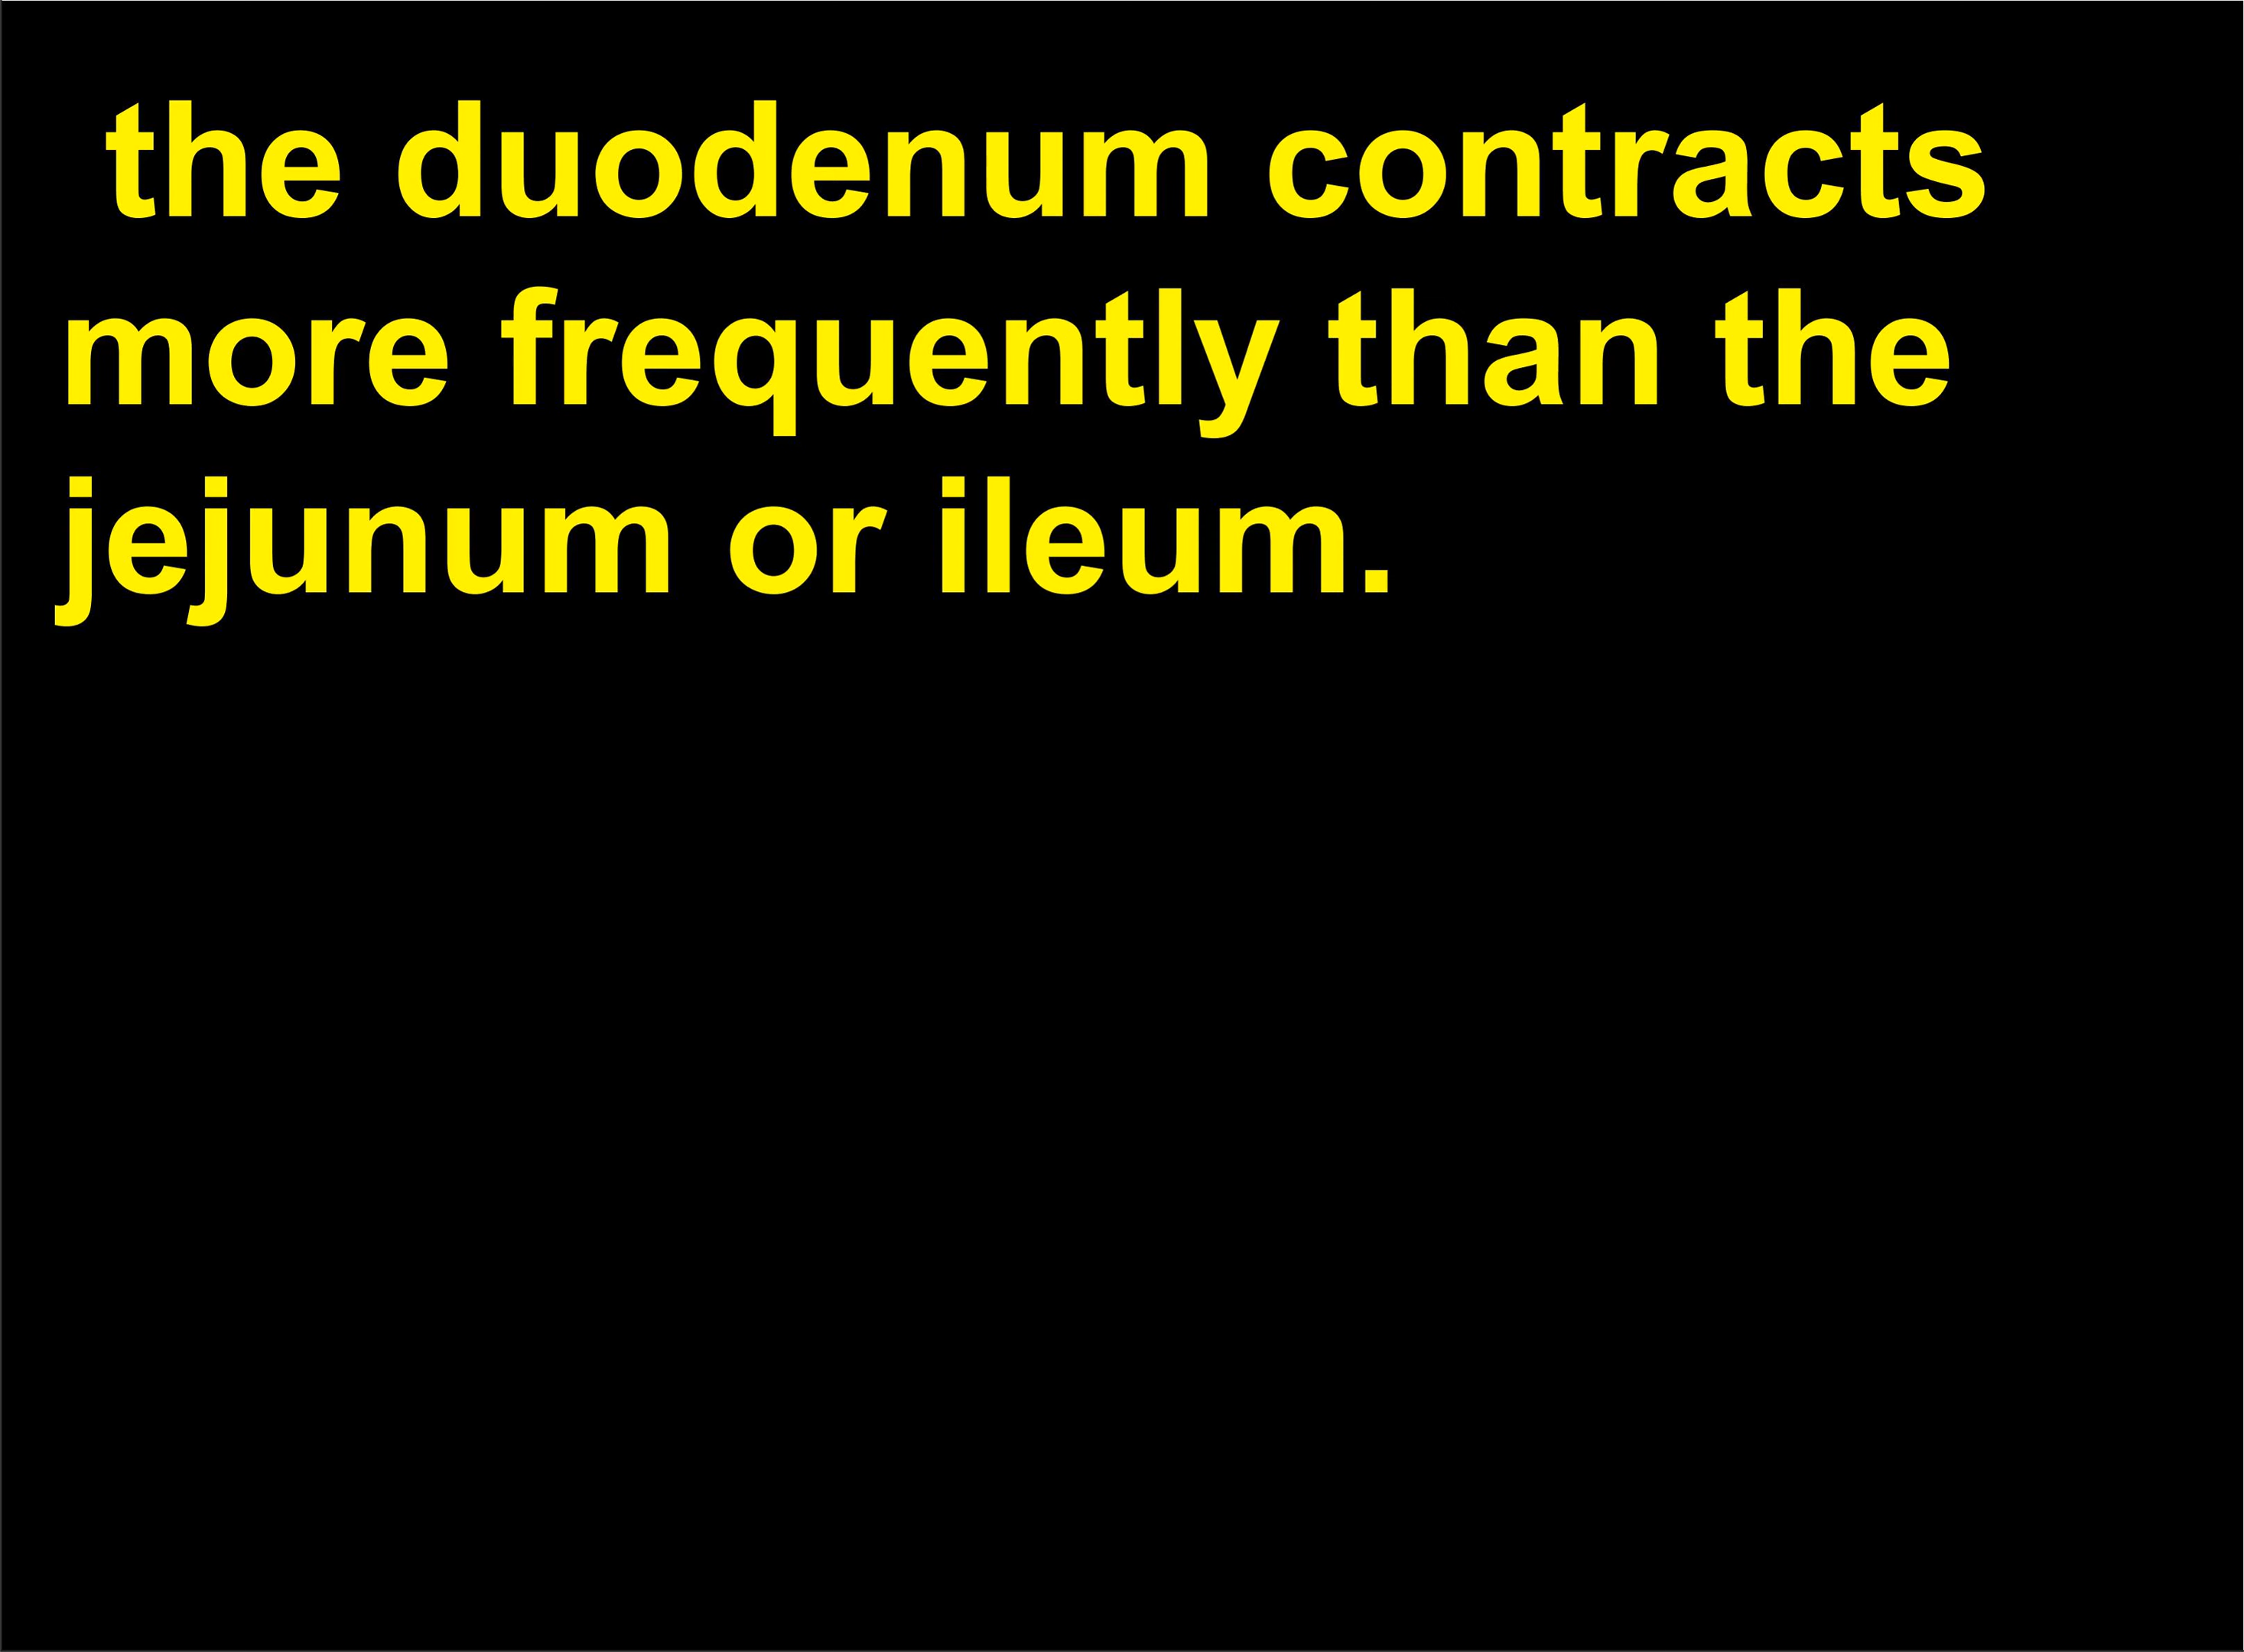 the duodenum contracts
more frequently than the
jejunum or ileum.